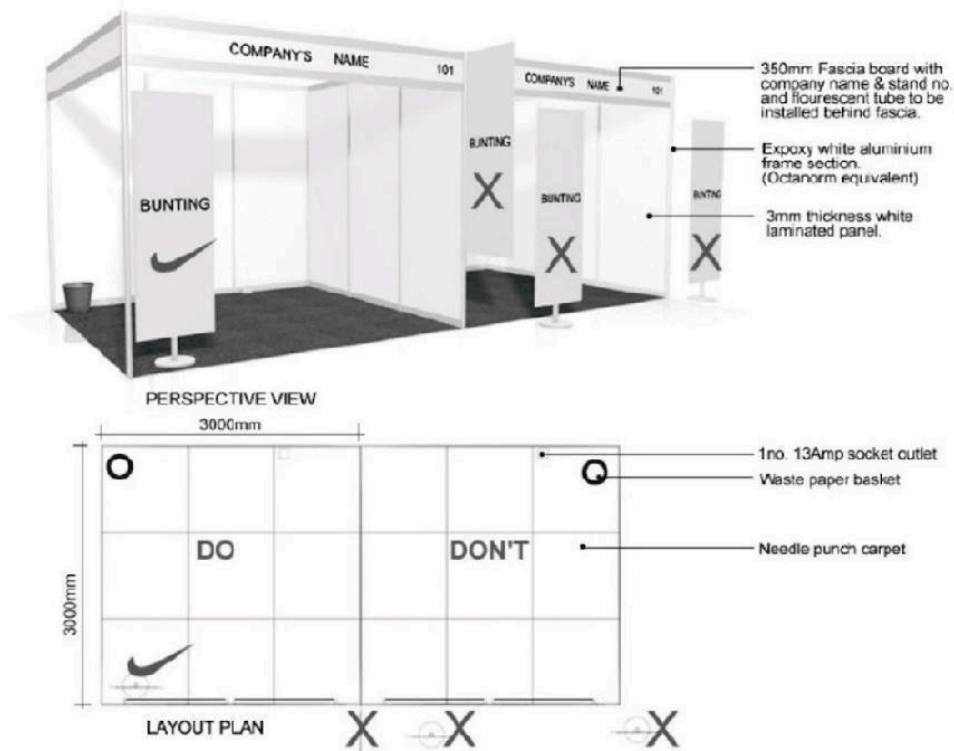 COMPANY'S NAME 101
COMPANY'S NAME 101
BUNTING
BUNTING
X
BUNTING
X
BUNTING
X
350mm Fascia board with
company name & stand no.
and flourescent tube to be
installed behind fascia.
Expoxy white aluminium
frame section.
(Octanorm equivalent)
3mm thickness white
laminated panel.
PERSPECTIVE VIEW
3000mm
3000mm
DO
DON'T
1no. 13Amp socket outlet
Waste paper basket
Needle punch carpet
LAYOUT PLAN
X X X